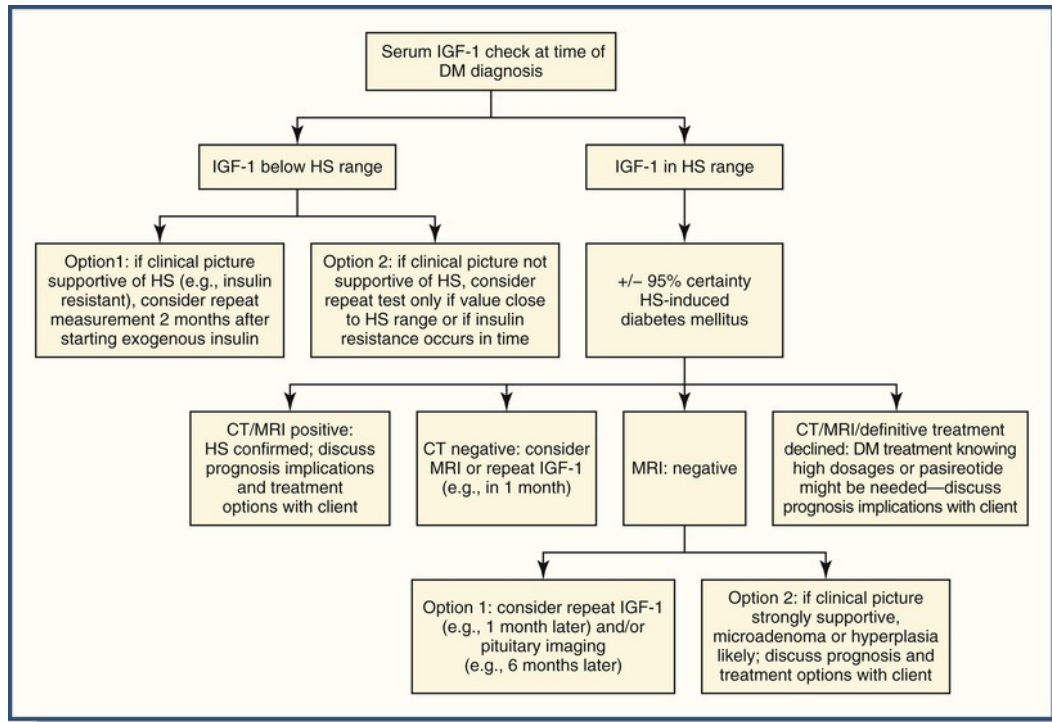 Serum IGF-1 check at time of
DM diagnosis
IGF-1 below HS range
IGF-1 in HS range
Option1: if clinical picture
supportive of HS (e.g., insulin
resistant), consider repeat
measurement 2 months after
starting exogenous insulin
Option 2: if clinical picture not
supportive of HS, consider
repeat test only if value close
to HS range or if insulin
resistance occurs in time
+/– 95% certainty
HS-induced
diabetes mellitus
CT/MRI positive:
HS confirmed; discuss
prognosis implications
and treatment
options with client
CT negative: consider
MRI or repeat IGF-1
(e.g., in 1 month)
MRI: negative
CT/MRI/definitive treatment
declined: DM treatment knowing
high dosages or pasireotide
might be needed—discuss
prognosis implications with client
Option 1: consider repeat IGF-1
(e.g., 1 month later) and/or
pituitary imaging
(e.g., 6 months later)
Option 2: if clinical picture
strongly supportive,
microadenoma or hyperplasia
likely; discuss prognosis and
treatment options with client